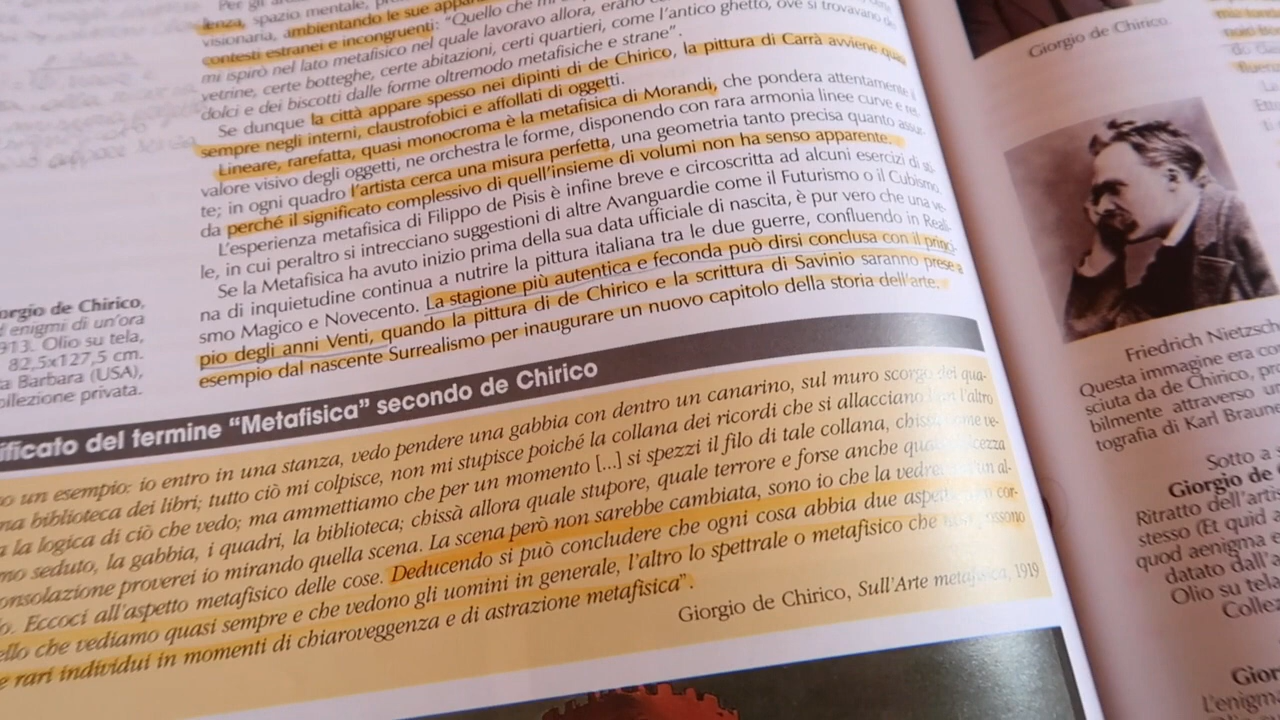 Per gli
lenza, spazio mentale,
visionaria, ambientando le sue
contesti estranei e incongruenti: "Quello che mi
mi ispirò nel lato metafisico nel quale lavoravo allora, erano
vetrine, certe botteghe, certe abitazioni, certi quartieri, come l'antico ghetto, ove si trovavano
dolci e dei biscotti dalle forme oltremodo metafisiche e strane".
Se dunque la città appare spesso nei dipinti di de Chirico, la pittura di Carrà avviene
sempre negli interni, claustrofobici e affollati di oggetti.
Lineare, rarefatta, quasi monocroma è la metafisica di Morandi, che pondera attentamente il
valore visivo degli oggetti, ne orchestra le forme, disponendo con rara armonia linee curve e ret-
te; in ogni quadro l'artista cerca una misura perfetta, una geometria tanto precisa quanto assur-
da perché il significato complessivo di quell'insieme di volumi non ha senso apparente.
L'esperienza metafisica di Filippo de Pisis è infine breve e circoscritta ad alcuni esercizi di sti-
le, in cui peraltro si intrecciano suggestioni di altre Avanguardie come il Futurismo o il Cubismo.
Se la Metafisica ha avuto inizio prima della sua data ufficiale di nascita, è pur vero che una ve-
na di inquietudine continua a nutrire la pittura italiana tra le due guerre, confluendo in Reali-
smo Magico e Novecento. La stagione più autentica e feconda può dirsi conclusa con il princi-
pio degli anni Venti, quando la pittura di de Chirico e la scrittura di Savinio saranno prese a
esempio dal nascente Surrealismo per inaugurare un nuovo capitolo della storia dell'arte.
orgio de Chirico,
enigmi di un'ora
913. Olio su tela,
82,5x127,5 cm.
a Barbara (USA),
ollezione privata.
ificato del termine "Metafisica" secondo de Chirico
o un esempio: io entro in una stanza, vedo pendere una gabbia con dentro un canarino, sul muro scorgo dei qua-
na biblioteca dei libri; tutto ciò mi colpisce, non mi stupisce poiché la collana dei ricordi che si allacciano l'altro
a la logica di ciò che vedo; ma ammettiamo che per un momento [...] si spezzi il filo di tale collana, chissà come ve-
mo seduto, la gabbia, i quadri, la biblioteca; chissà allora quale stupore, quale terrore e forse anche quale dolcezza
onsolazione proverei io mirando quella scena. La scena però non sarebbe cambiata, sono io che la vedrei un al-
o. Eccoci all'aspetto metafisico delle cose. Deducendo si può concludere che ogni cosa abbia due aspetti: cor-
ello che vediamo quasi sempre e che vedono gli uomini in generale, l'altro lo spettrale o metafisico che possono
e rari individui in momenti di chiaroveggenza e di astrazione metafisica".
Giorgio de Chirico, Sull'Arte metafisica, 1919
Giorgio de Chirico.
Friedrich Nietzsch
Questa immagine era co
sciuta da de Chirico, pro
bilmente attraverso un
tografia di Karl Braun
Sotto a s
Giorgio de
Ritratto dell'arti
stesso (Et quid a
quod aenigma e
datato dall'a
Olio su tela
Collez
Gior
L'enigma